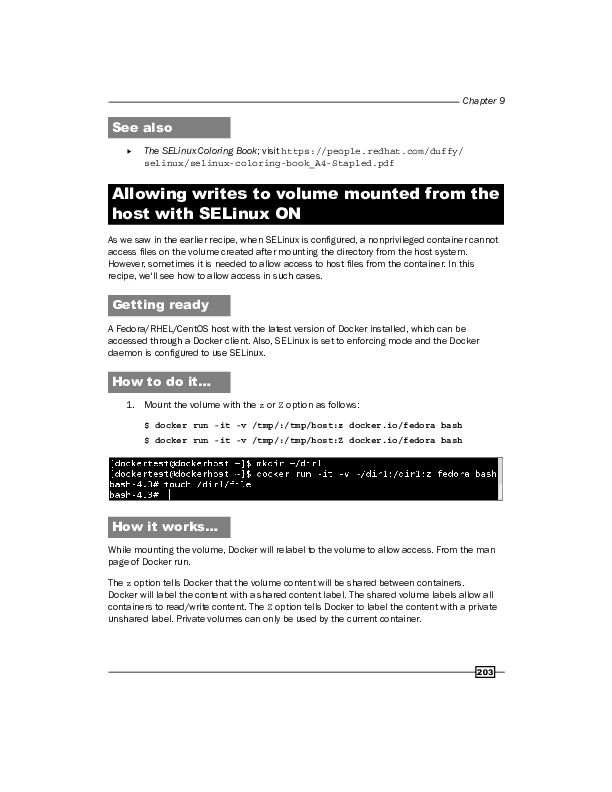 Chapter 9
See also
▸ The SELinux Coloring Book; visit https://people.redhat.com/duffy/
selinux/selinux-coloring-book_A4-Stapled.pdf
Allowing writes to volume mounted from the
host with SELinux ON
As we saw in the earlier recipe, when SELinux is configured, a nonprivileged container cannot
access files on the volume created after mounting the directory from the host system.
However, sometimes it is needed to allow access to host files from the container. In this
recipe, we'll see how to allow access in such cases.
Getting ready
A Fedora/RHEL/CentOS host with the latest version of Docker installed, which can be
accessed through a Docker client. Also, SELinux is set to enforcing mode and the Docker
daemon is configured to use SELinux.
How to do it...
1. Mount the volume with the z or Z option as follows:
$ docker run -it -v /tmp/:/tmp/host:z docker.io/fedora bash
$ docker run -it -v /tmp/:/tmp/host:Z docker.io/fedora bash
[dockertest@dockerhost ~]$ mkdir ~/dir1
[dockertest@dockerhost ~]$ docker run -it -v ~/dir1:/dir1:z fedora bash
bash-4.3# touch /dir1/file
bash-4.3#
How it works...
While mounting the volume, Docker will relabel to the volume to allow access. From the man
page of Docker run.
The z option tells Docker that the volume content will be shared between containers.
Docker will label the content with a shared content label. The shared volume labels allow all
containers to read/write content. The Z option tells Docker to label the content with a private
unshared label. Private volumes can only be used by the current container.
203